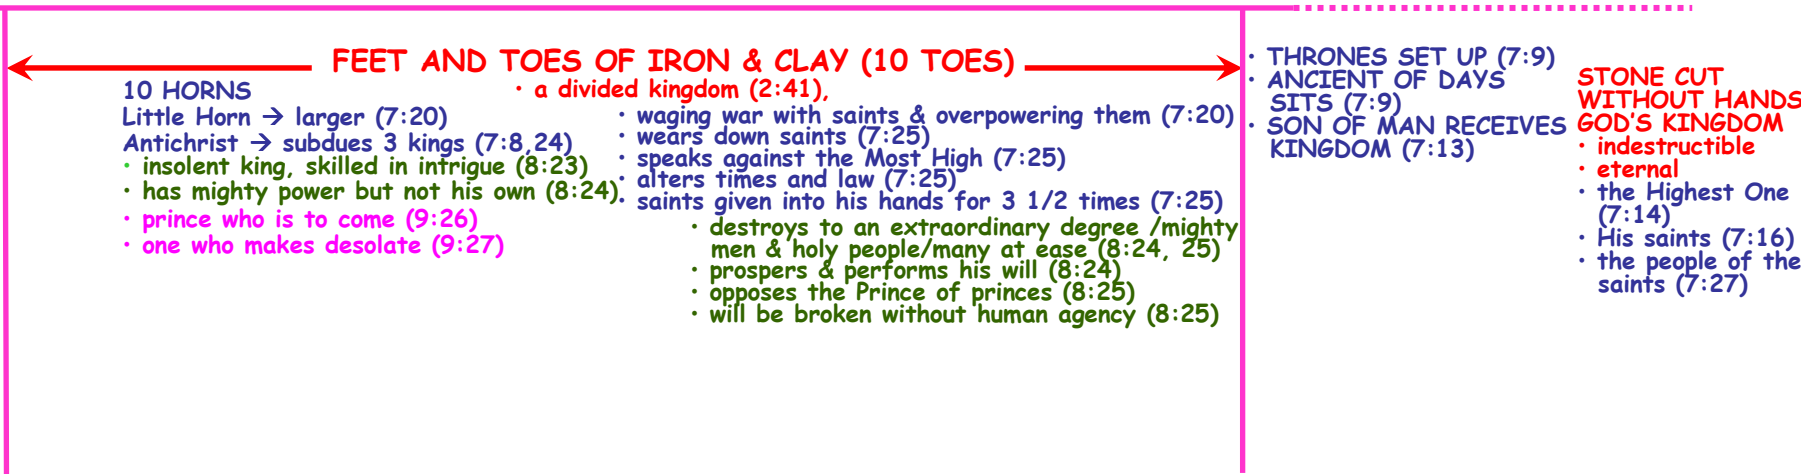 FEET AND TOES OF IRON & CLAY (10 TOES)
• a divided kingdom (2:41),
10 HORNS
Little Horn → larger (7:20)
Antichrist → subdues 3 kings (7:8,24)
• insolent king, skilled in intrigue (8:23)
• has mighty power but not his own (8:24)
• prince who is to come (9:26)
• one who makes desolate (9:27)
• waging war with saints & overpowering them (7:20)
• wears down saints (7:25)
• speaks against the Most High (7:25)
• alters times and law (7:25)
• saints given into his hands for 3 1/2 times (7:25)
• destroys to an extraordinary degree /mighty
men & holy people/many at ease (8:24, 25)
• prospers & performs his will (8:24)
• opposes the Prince of princes (8:25)
• will be broken without human agency (8:25)
• THRONES SET UP (7:9)
• ANCIENT OF DAYS
SITS (7:9)
• SON OF MAN RECEIVES
KINGDOM (7:13)
STONE CUT
WITHOUT HANDS
GOD'S KINGDOM
• indestructible
• eternal
• the Highest One
(7:14)
• His saints (7:16)
• the people of the
saints (7:27)